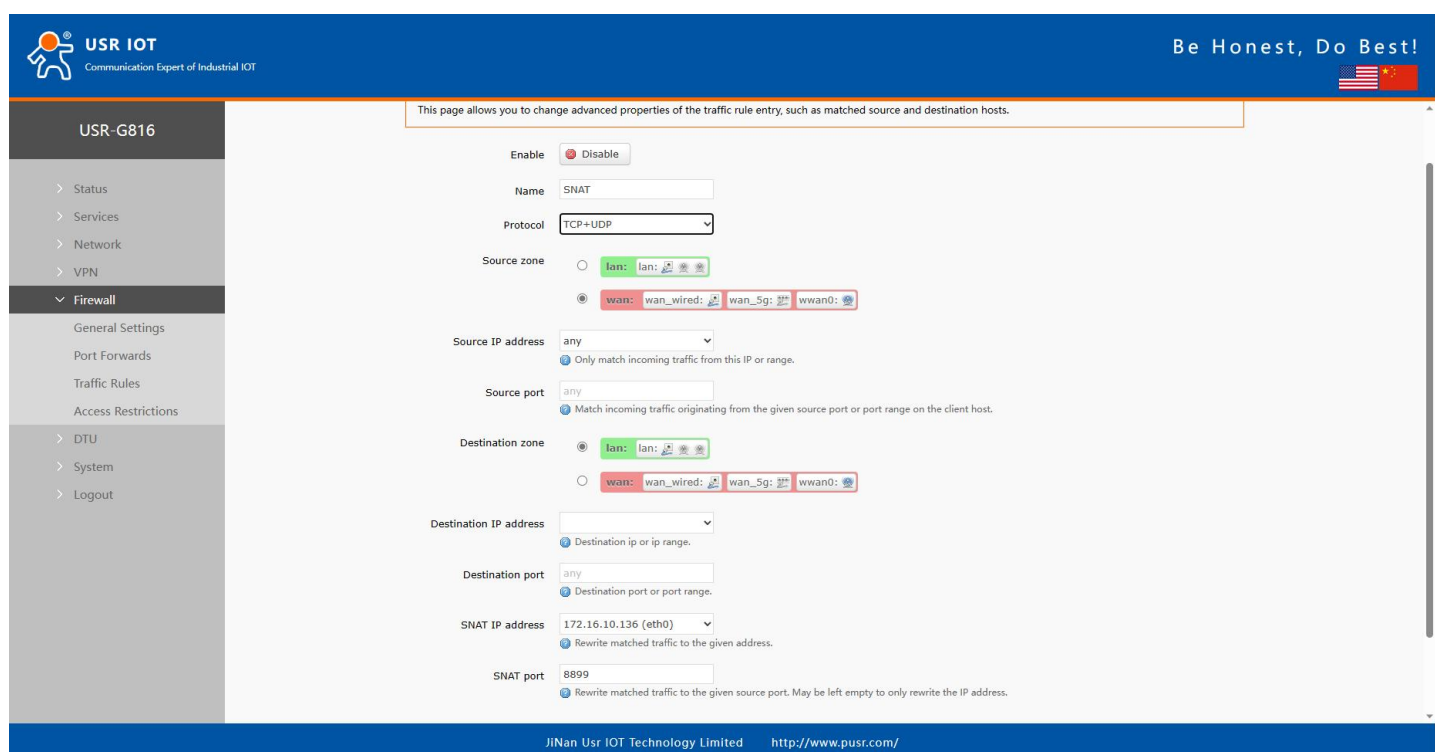 USR IOT
Communication Expert of Industrial IOT
Be Honest, Do Best!
USR-G816
Status
Services
Network
VPN
Firewall
General Settings
Port Forwards
Traffic Rules
Access Restrictions
DTU
System
Logout
This page allows you to change advanced properties of the traffic rule entry, such as matched source and destination hosts.
Enable Disable
Name SNAT
Protocol TCP+UDP
Source zone lan: lan:
wan: wan_wired: wan_5g: wwan0:
Source IP address any
Only match incoming traffic from this IP or range.
Source port any
Match incoming traffic originating from the given source port or port range on the client host.
Destination zone lan: lan:
wan: wan_wired: wan_5g: wwan0:
Destination IP address
Destination ip or ip range.
Destination port any
Destination port or port range.
SNAT IP address 172.16.10.136 (eth0)
Rewrite matched traffic to the given address.
SNAT port 8899
Rewrite matched traffic to the given source port. May be left empty to only rewrite the IP address.
JiNan Usr IOT Technology Limited http://www.pusr.com/